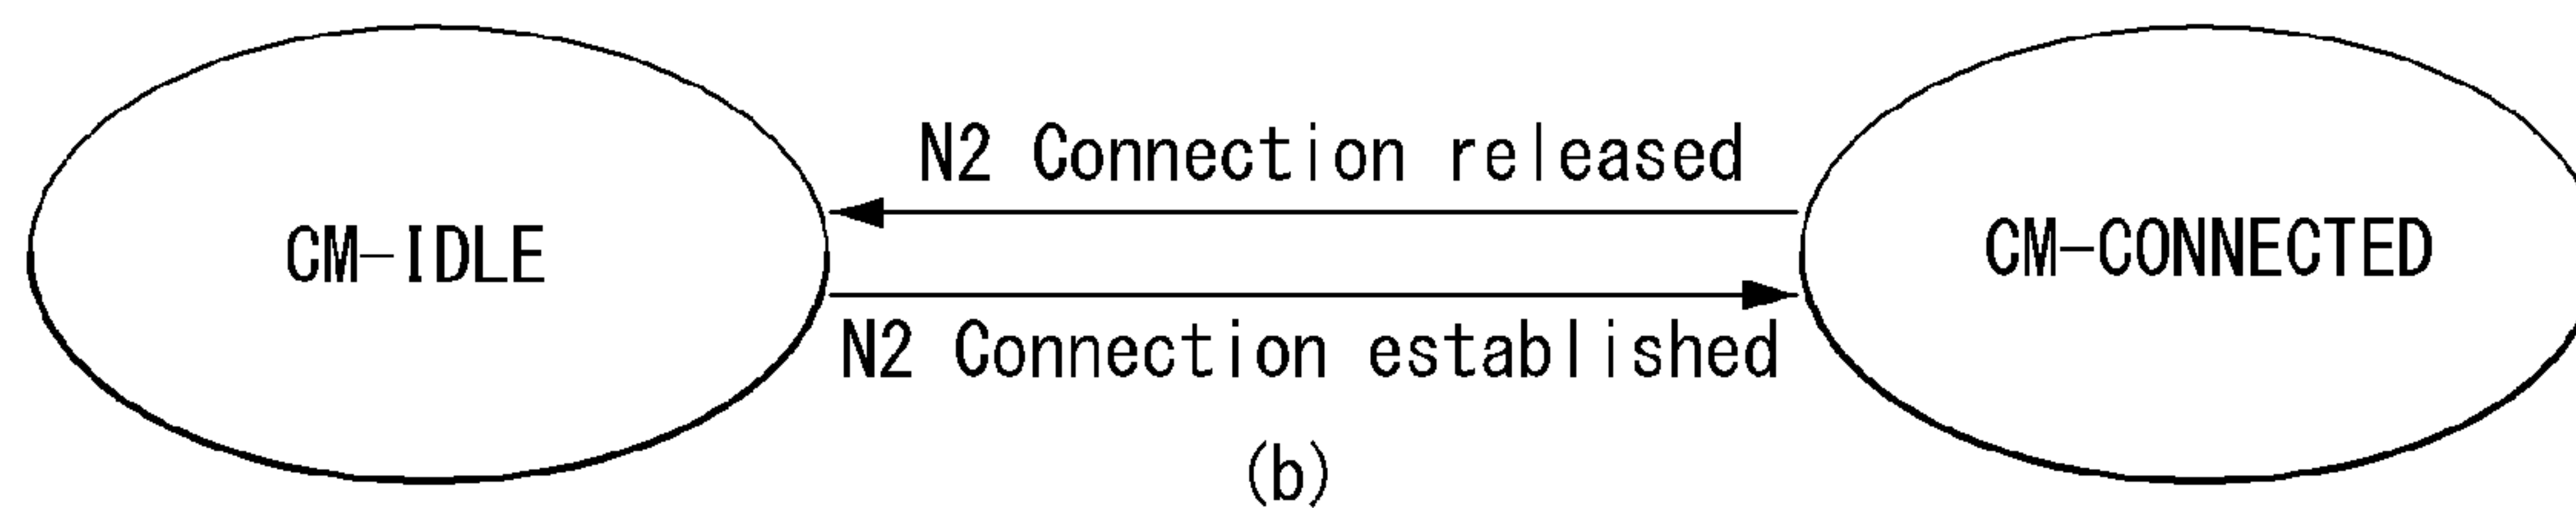 N2 Connection released
CM-IDLE
CM-CONNECTED
N2 Connection established
(b)